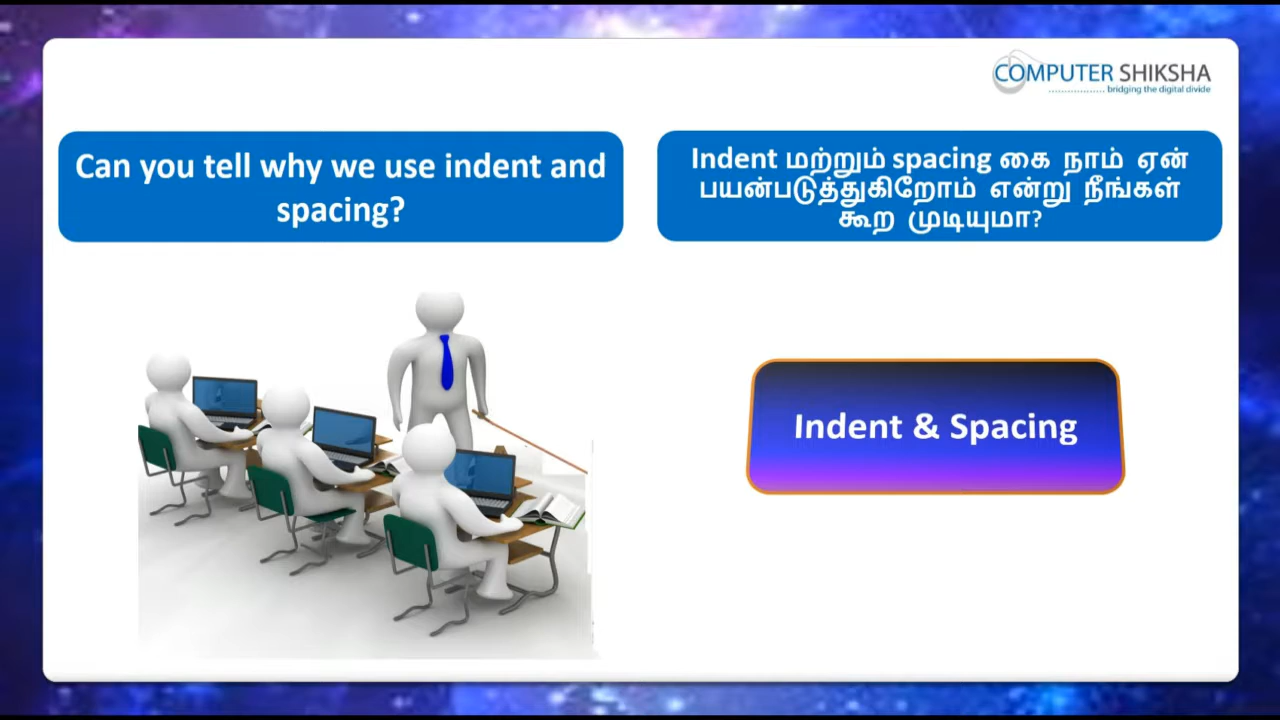 COMPUTER SHIKSHA
bridging the digital divide
Can you tell why we use indent and
spacing?
Indent மற்றும் spacing கை நாம் ஏன்
பயன்படுத்துகிறோம் என்று நீங்கள்
கூற முடியுமா?
Indent & Spacing